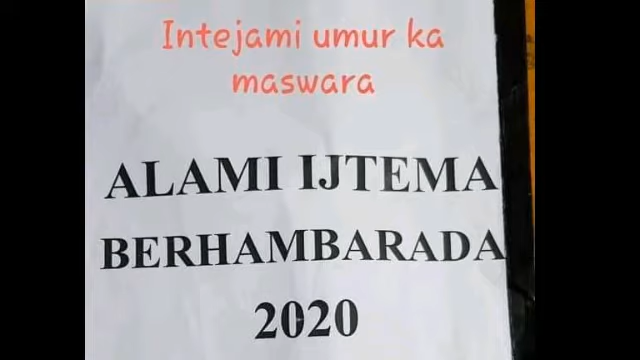 Intejami umur ka
maswara
ALAMI IJTEMA
BERHAMBARADA
2020